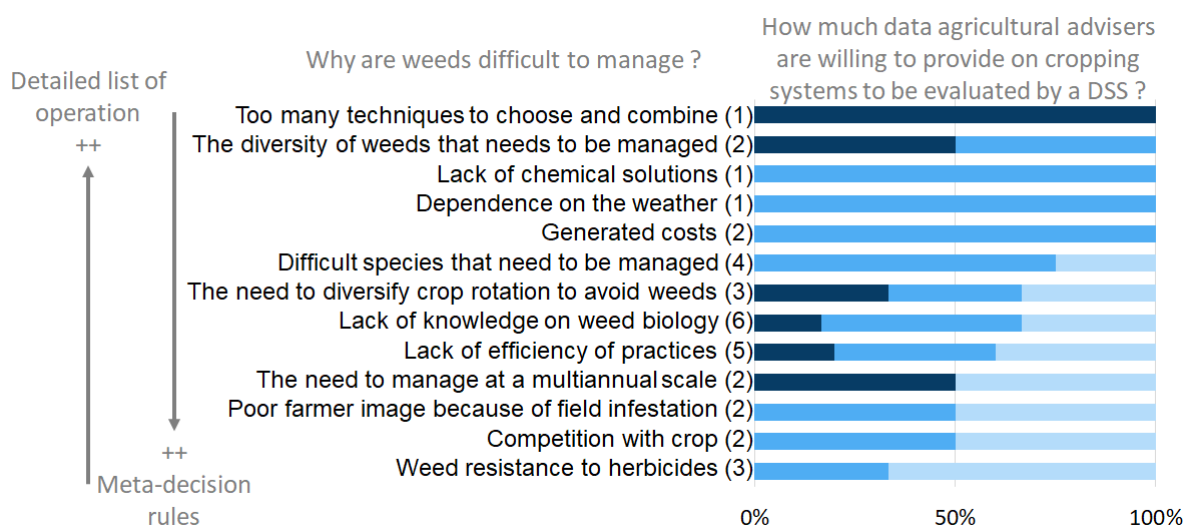 Why are weeds difficult to manage ?
How much data agricultural advisers
are willing to provide on cropping
systems to be evaluated by a DSS ?
Detailed list of
operation
++
Too many techniques to choose and combine (1)
The diversity of weeds that needs to be managed (2)
Lack of chemical solutions (1)
Dependence on the weather (1)
Generated costs (2)
Difficult species that need to be managed (4)
The need to diversify crop rotation to avoid weeds (3)
Lack of knowledge on weed biology (6)
Lack of efficiency of practices (5)
The need to manage at a multiannual scale (2)
Poor farmer image because of field infestation (2)
Competition with crop (2)
Weed resistance to herbicides (3)
++
Meta-decision
rules
0%
50%
100%